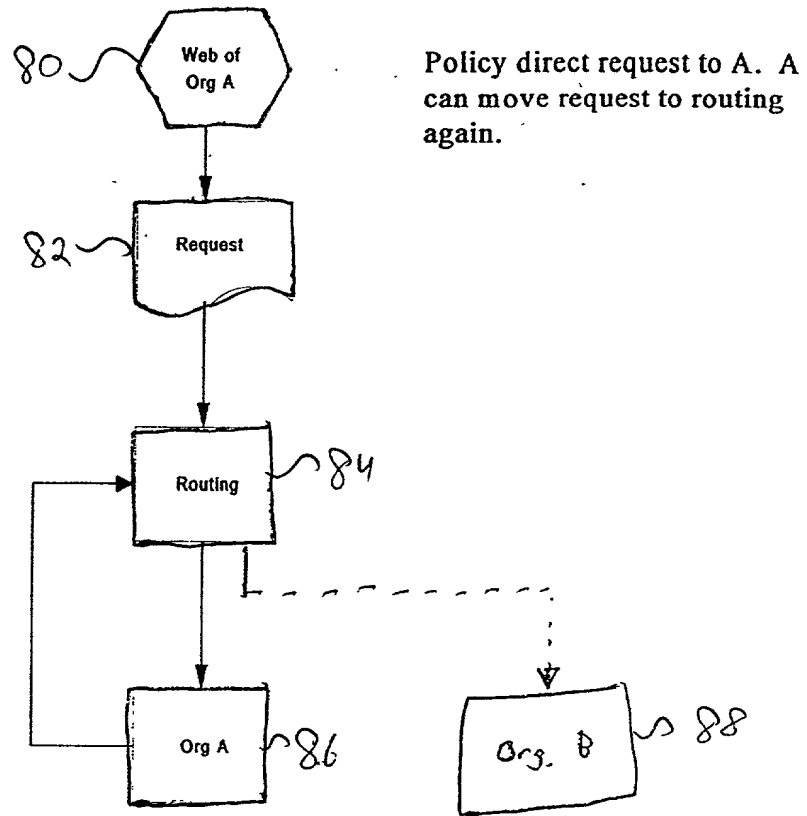 80
Web of
Org A
Policy direct request to A. A
can move request to routing
again.
82
Request
Routing
84
Org A
86
Org. B
88